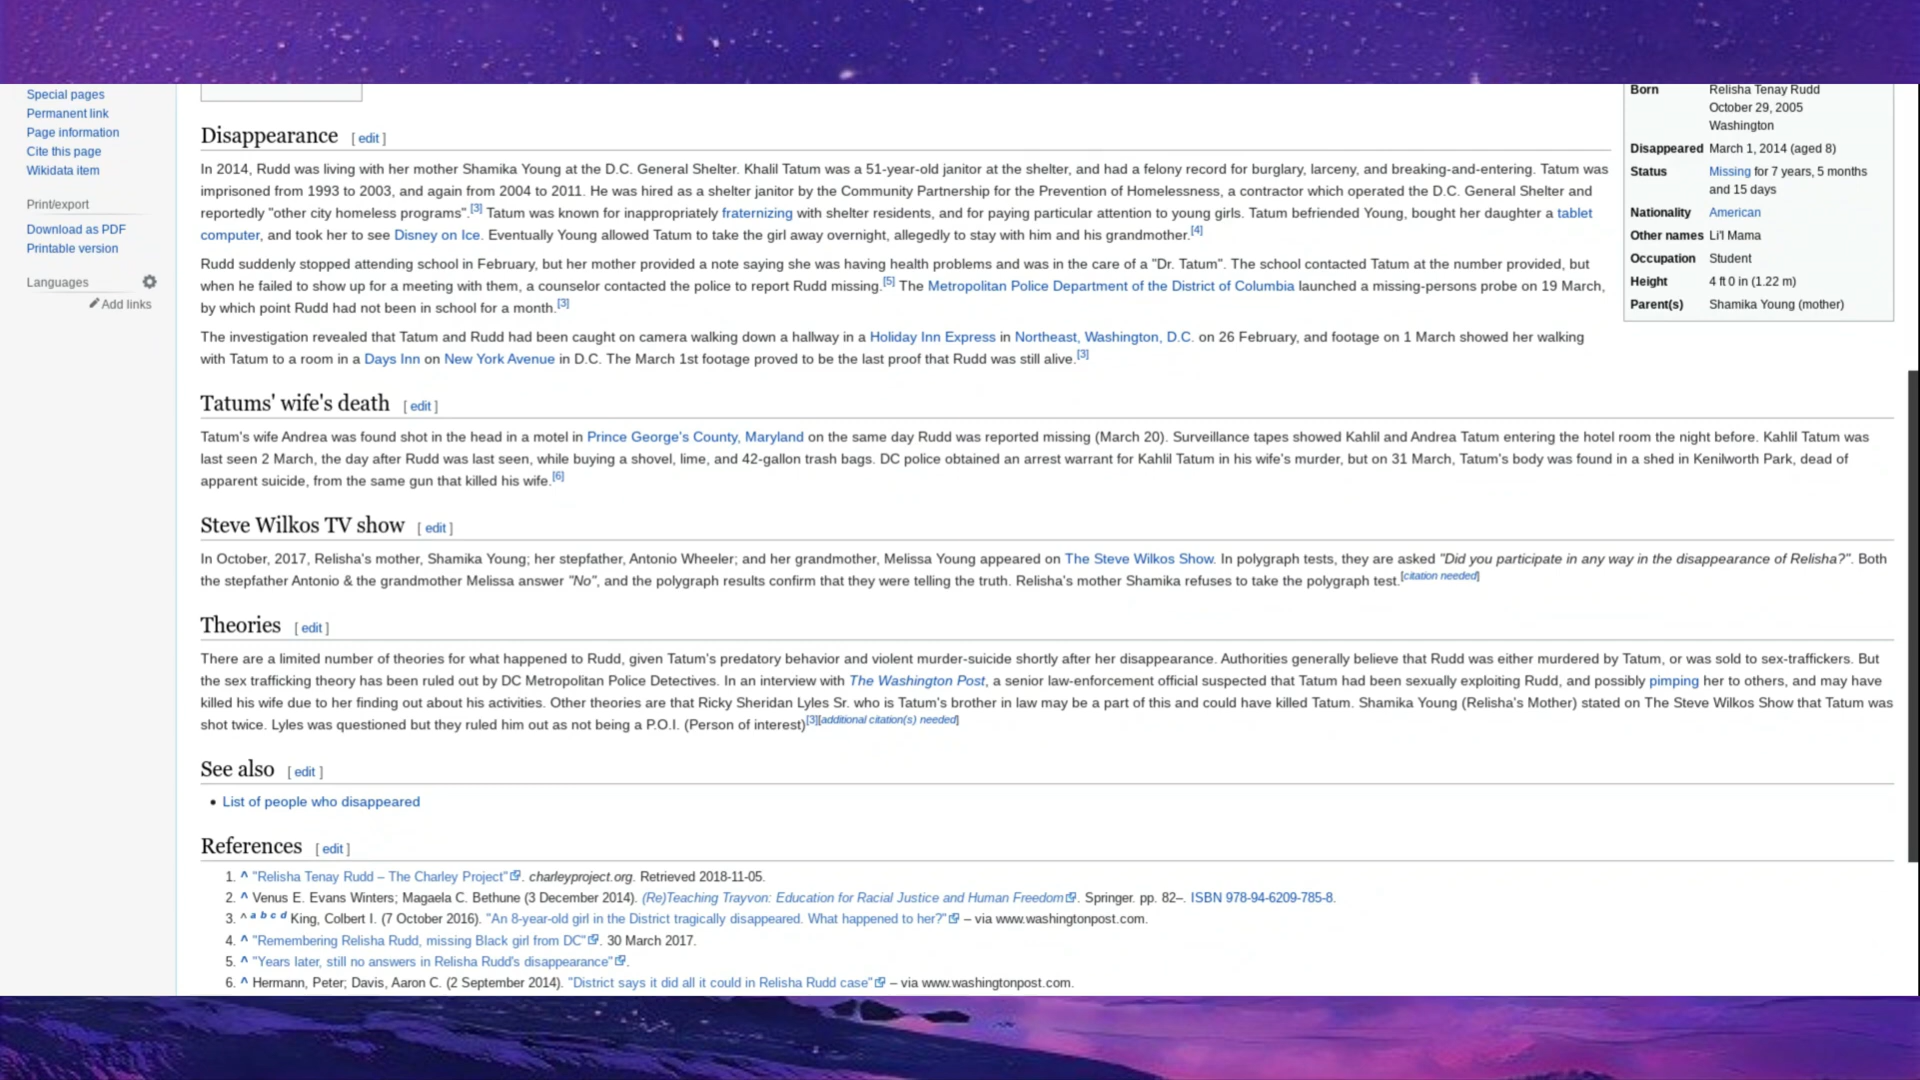 Special pages
Permanent link
Page information
Cite this page
Wikidata item
Print/export
Download as PDF
Printable version
Languages
Add links
Disappearance [ edit ]
In 2014, Rudd was living with her mother Shamika Young at the D.C. General Shelter. Khalil Tatum was a 51-year-old janitor at the shelter, and had a felony record for burglary, larceny, and breaking-and-entering. Tatum was
imprisoned from 1993 to 2003, and again from 2004 to 2011. He was hired as a shelter janitor by the Community Partnership for the Prevention of Homelessness, a contractor which operated the D.C. General Shelter and
reportedly "other city homeless programs".[3] Tatum was known for inappropriately fraternizing with shelter residents, and for paying particular attention to young girls. Tatum befriended Young, bought her daughter a tablet
computer, and took her to see Disney on Ice. Eventually Young allowed Tatum to take the girl away overnight, allegedly to stay with him and his grandmother.[4]
Rudd suddenly stopped attending school in February, but her mother provided a note saying she was having health problems and was in the care of a "Dr. Tatum". The school contacted Tatum at the number provided, but
when he failed to show up for a meeting with them, a counselor contacted the police to report Rudd missing.[5] The Metropolitan Police Department of the District of Columbia launched a missing-persons probe on 19 March,
by which point Rudd had not been in school for a month.[3]
The investigation revealed that Tatum and Rudd had been caught on camera walking down a hallway in a Holiday Inn Express in Northeast, Washington, D.C. on 26 February, and footage on 1 March showed her walking
with Tatum to a room in a Days Inn on New York Avenue in D.C. The March 1st footage proved to be the last proof that Rudd was still alive.[3]
Born Relisha Tenay Rudd
October 29, 2005
Washington
Disappeared March 1, 2014 (aged 8)
Status Missing for 7 years, 5 months
and 15 days
Nationality American
Other names Li'l Mama
Occupation Student
Height 4 ft 0 in (1.22 m)
Parent(s) Shamika Young (mother)
Tatums' wife's death [ edit ]
Tatum's wife Andrea was found shot in the head in a motel in Prince George's County, Maryland on the same day Rudd was reported missing (March 20). Surveillance tapes showed Kahlil and Andrea Tatum entering the hotel room the night before. Kahlil Tatum was
last seen 2 March, the day after Rudd was last seen, while buying a shovel, lime, and 42-gallon trash bags. DC police obtained an arrest warrant for Kahlil Tatum in his wife's murder, but on 31 March, Tatum's body was found in a shed in Kenilworth Park, dead of
apparent suicide, from the same gun that killed his wife.[6]
Steve Wilkos TV show [ edit ]
In October, 2017, Relisha's mother, Shamika Young; her stepfather, Antonio Wheeler; and her grandmother, Melissa Young appeared on The Steve Wilkos Show. In polygraph tests, they are asked "Did you participate in any way in the disappearance of Relisha?". Both
the stepfather Antonio & the grandmother Melissa answer "No", and the polygraph results confirm that they were telling the truth. Relisha's mother Shamika refuses to take the polygraph test.[citation needed]
Theories [ edit ]
There are a limited number of theories for what happened to Rudd, given Tatum's predatory behavior and violent murder-suicide shortly after her disappearance. Authorities generally believe that Rudd was either murdered by Tatum, or was sold to sex-traffickers. But
the sex trafficking theory has been ruled out by DC Metropolitan Police Detectives. In an interview with The Washington Post, a senior law-enforcement official suspected that Tatum had been sexually exploiting Rudd, and possibly pimping her to others, and may have
killed his wife due to her finding out about his activities. Other theories are that Ricky Sheridan Lyles Sr. who is Tatum's brother in law may be a part of this and could have killed Tatum. Shamika Young (Relisha's Mother) stated on The Steve Wilkos Show that Tatum was
shot twice. Lyles was questioned but they ruled him out as not being a P.O.I. (Person of interest)[3][additional citation(s) needed]
See also [ edit ]
• List of people who disappeared
References [ edit ]
1. ^ "Relisha Tenay Rudd – The Charley Project". charleyproject.org. Retrieved 2018-11-05.
2. ^ Venus E. Evans Winters; Magaela C. Bethune (3 December 2014). (Re)Teaching Trayvon: Education for Racial Justice and Human Freedom. Springer. pp. 82–. ISBN 978-94-6209-785-8.
3. ^ a b c d King, Colbert I. (7 October 2016). "An 8-year-old girl in the District tragically disappeared. What happened to her?" – via www.washingtonpost.com.
4. ^ "Remembering Relisha Rudd, missing Black girl from DC". 30 March 2017.
5. ^ "Years later, still no answers in Relisha Rudd's disappearance".
6. ^ Hermann, Peter; Davis, Aaron C. (2 September 2014). "District says it did all it could in Relisha Rudd case" – via www.washingtonpost.com.